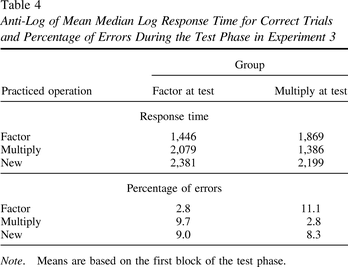 Table 4
Anti-Log of Mean Median Log Response Time for Correct Trials
and Percentage of Errors During the Test Phase in Experiment 3
Group
Practiced operation Factor at test Multiply at test
Response time
Factor 1,446 1,869
Multiply 2,079 1,386
New 2,381 2,199
Percentage of errors
Factor 2.8 11.1
Multiply 9.7 2.8
New 9.0 8.3
Note. Means are based on the first block of the test phase.